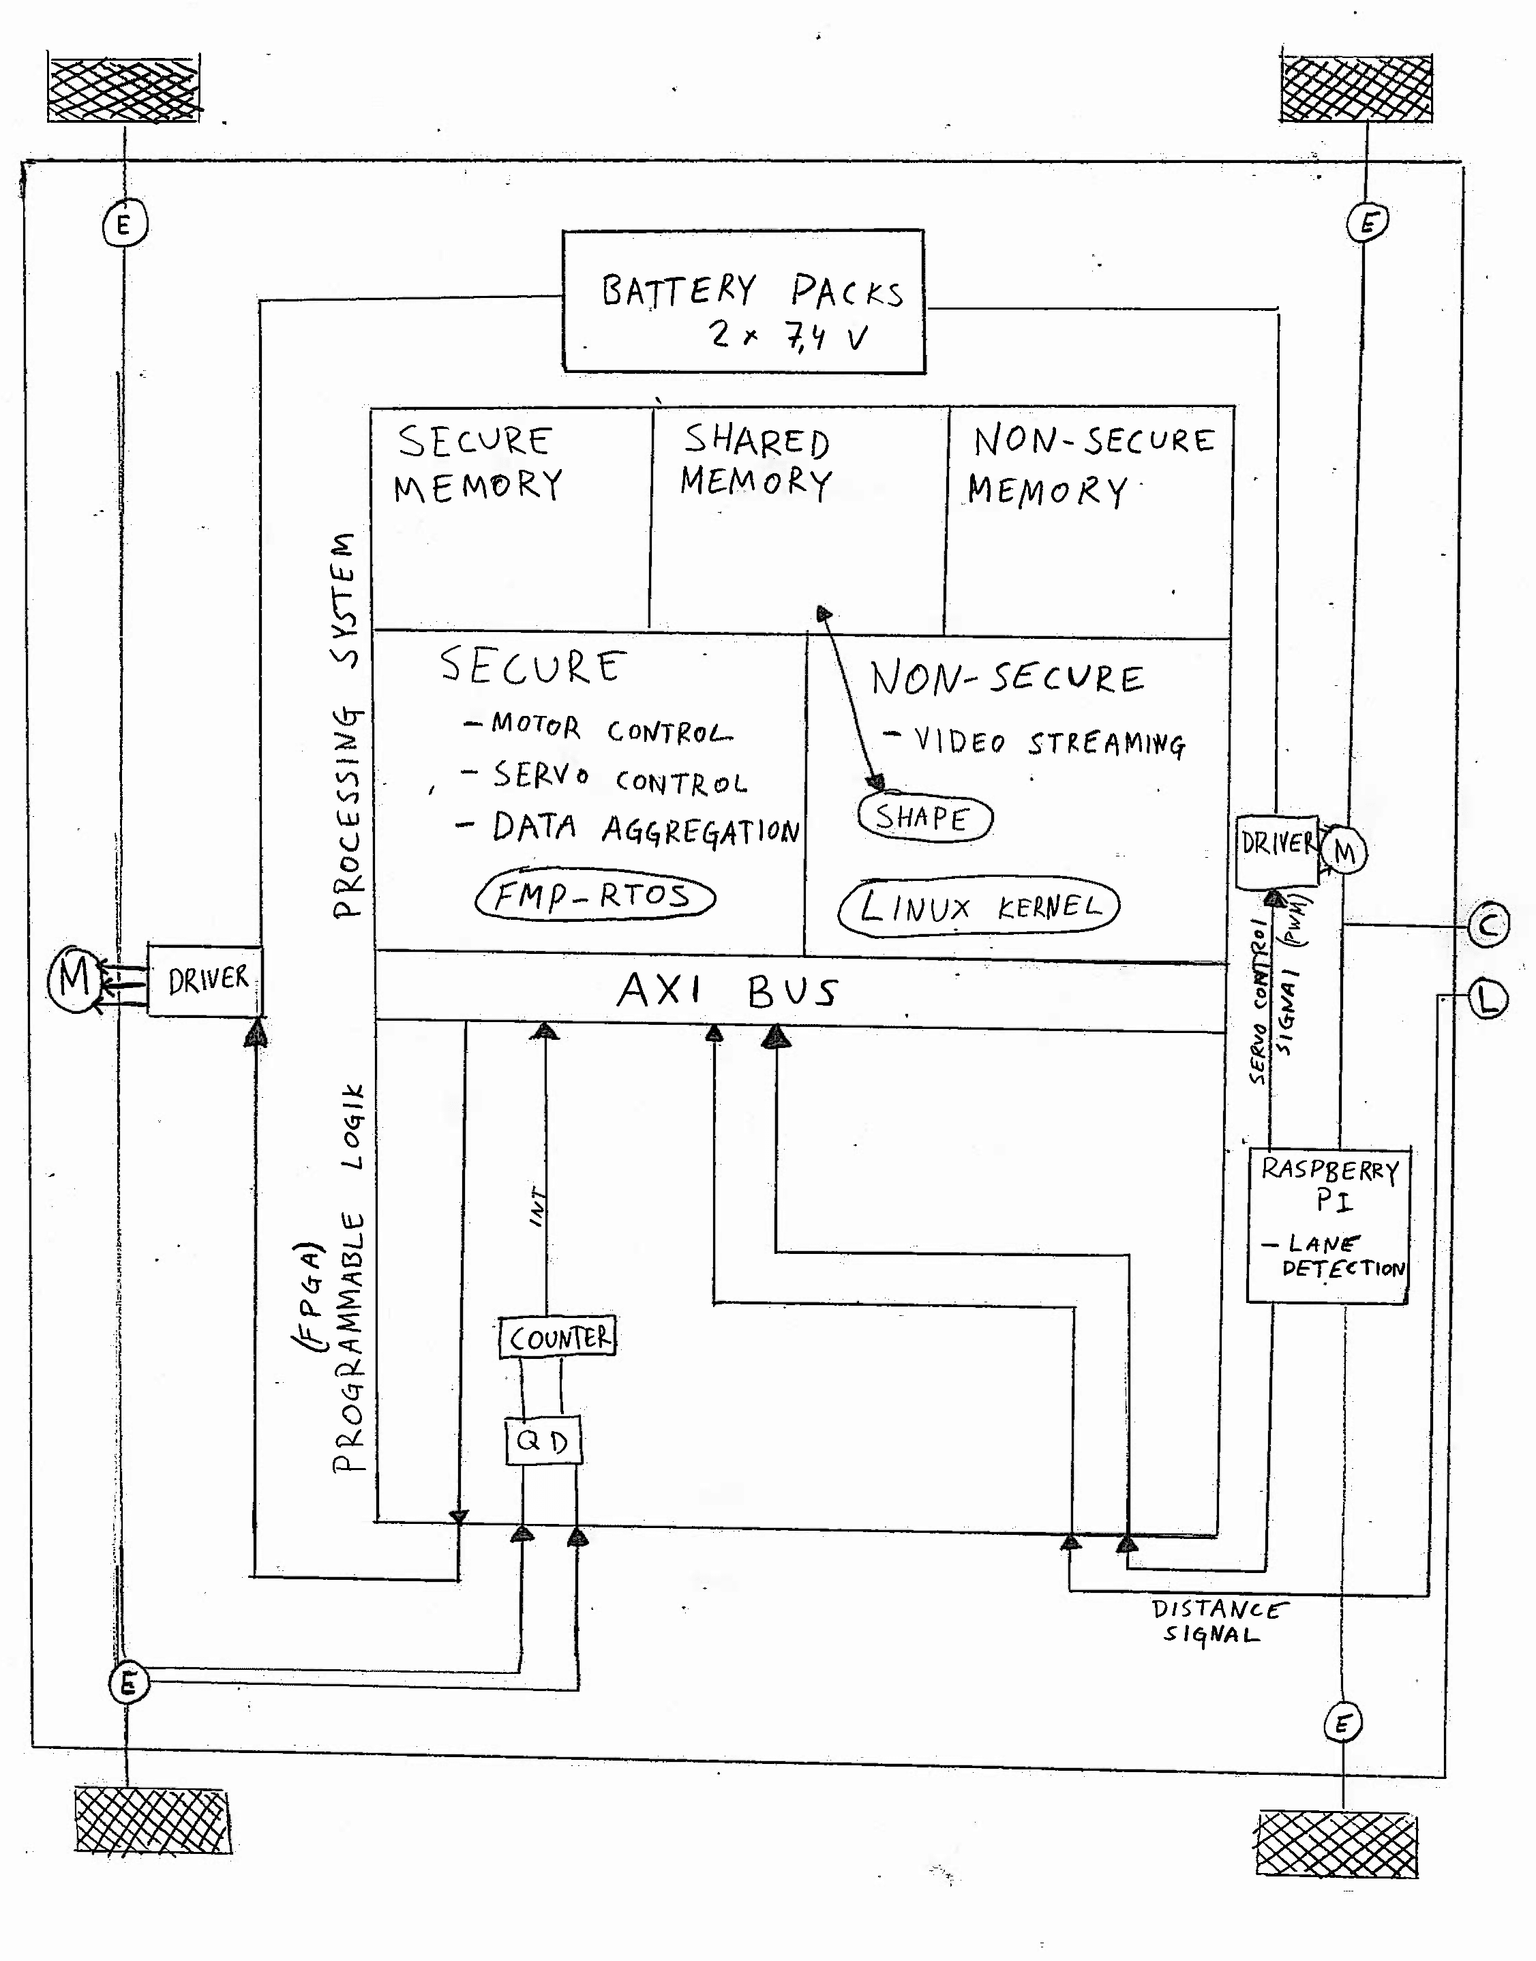 E
E
BATTERY PACKS
2 x 7,4 V
SECURE
MEMORY
SHARED
MEMORY
NON-SECURE
MEMORY
PROCESSING SYSTEM
SECURE
- MOTOR CONTROL
- SERVO CONTROL
- DATA AGGREGATION
FMP-RTOS
NON-SECURE
- VIDEO STREAMING
SHAPE
LINUX KERNEL
DRIVER
M
M
DRIVER
AXI BUS
C
L
SERVO CONTROL
SIGNAL (PWM)
(FPGA)
PROGRAMMABLE LOGIK
INT
COUNTER
QD
RASPBERRY
PI
- LANE
DETECTION
DISTANCE
SIGNAL
E
E